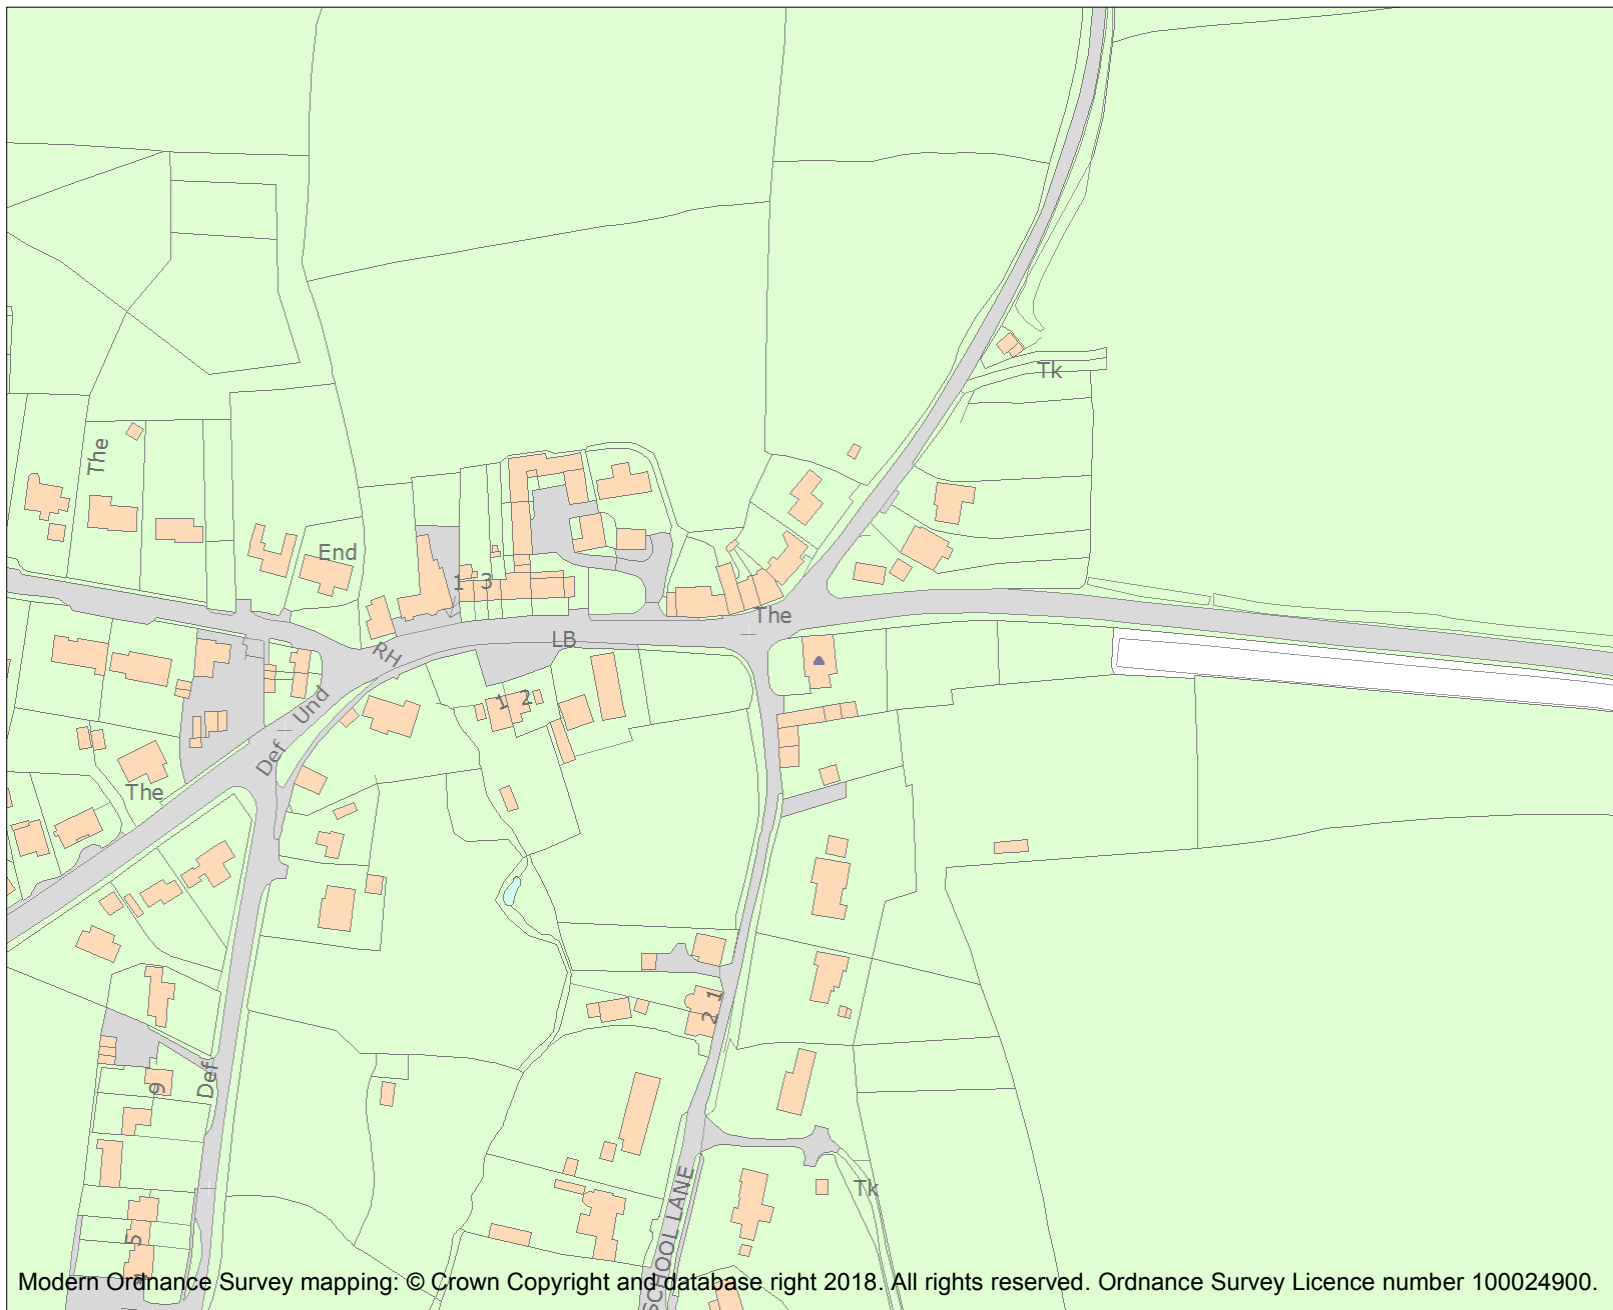 Tk
The
End
1 3
The
LB
RH
1 2
Und
Def
The
2 1
9
Def
SCHOOL LANE
Tk
5
Modern Ordnance Survey mapping: © Crown Copyright and database right 2018. All rights reserved. Ordnance Survey Licence number 100024900.